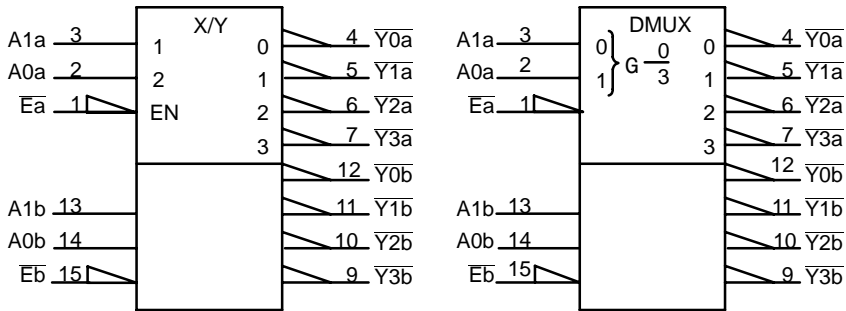 X/Y
A1a 3 1 0 4 Y0a
A0a 2 2 1 5 Y1a
Ea 1 EN 2 6 Y2a
3 7 Y3a
12 Y0b
A1b 13 11 Y1b
A0b 14 10 Y2b
Eb 15 9 Y3b
DMUX
A1a 3 0 } G 0/3 0 4 Y0a
A0a 2 1 1 5 Y1a
Ea 1 2 6 Y2a
3 7 Y3a
12 Y0b
A1b 13 11 Y1b
A0b 14 10 Y2b
Eb 15 9 Y3b